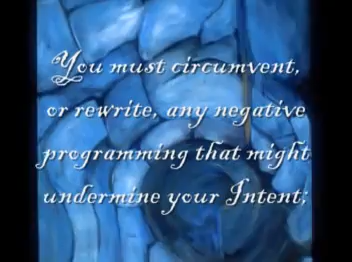 You must circumvent,
or rewrite, any negative
programming that might
undermine your Intent;